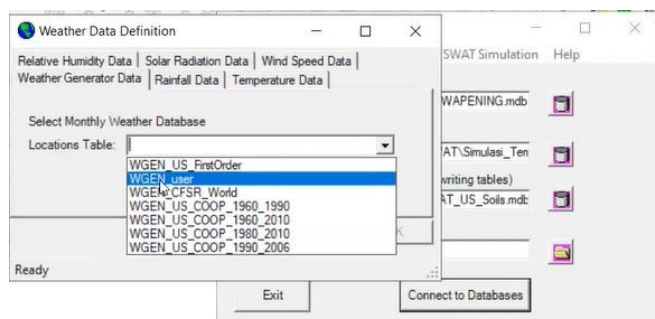 Weather Data Definition
Relative Humidity Data Solar Radiation Data Wind Speed Data
Weather Generator Data Rainfall Data Temperature Data
Select Monthly Weather Database
Locations Table:
WGEN_US_FirstOrder
WGEN_user
WGEN_CFSR_World
WGEN_US_COOP_1960_1990
WGEN_US_COOP_1960_2010
WGEN_US_COOP_1980_2010
WGEN_US_COOP_1990_2006
Ready
SWAT Simulation Help
WAPENING.mdb
AT\Simulasi_Ten
writing tables)
AT_US_Soils.mdb
Exit
Connect to Databases